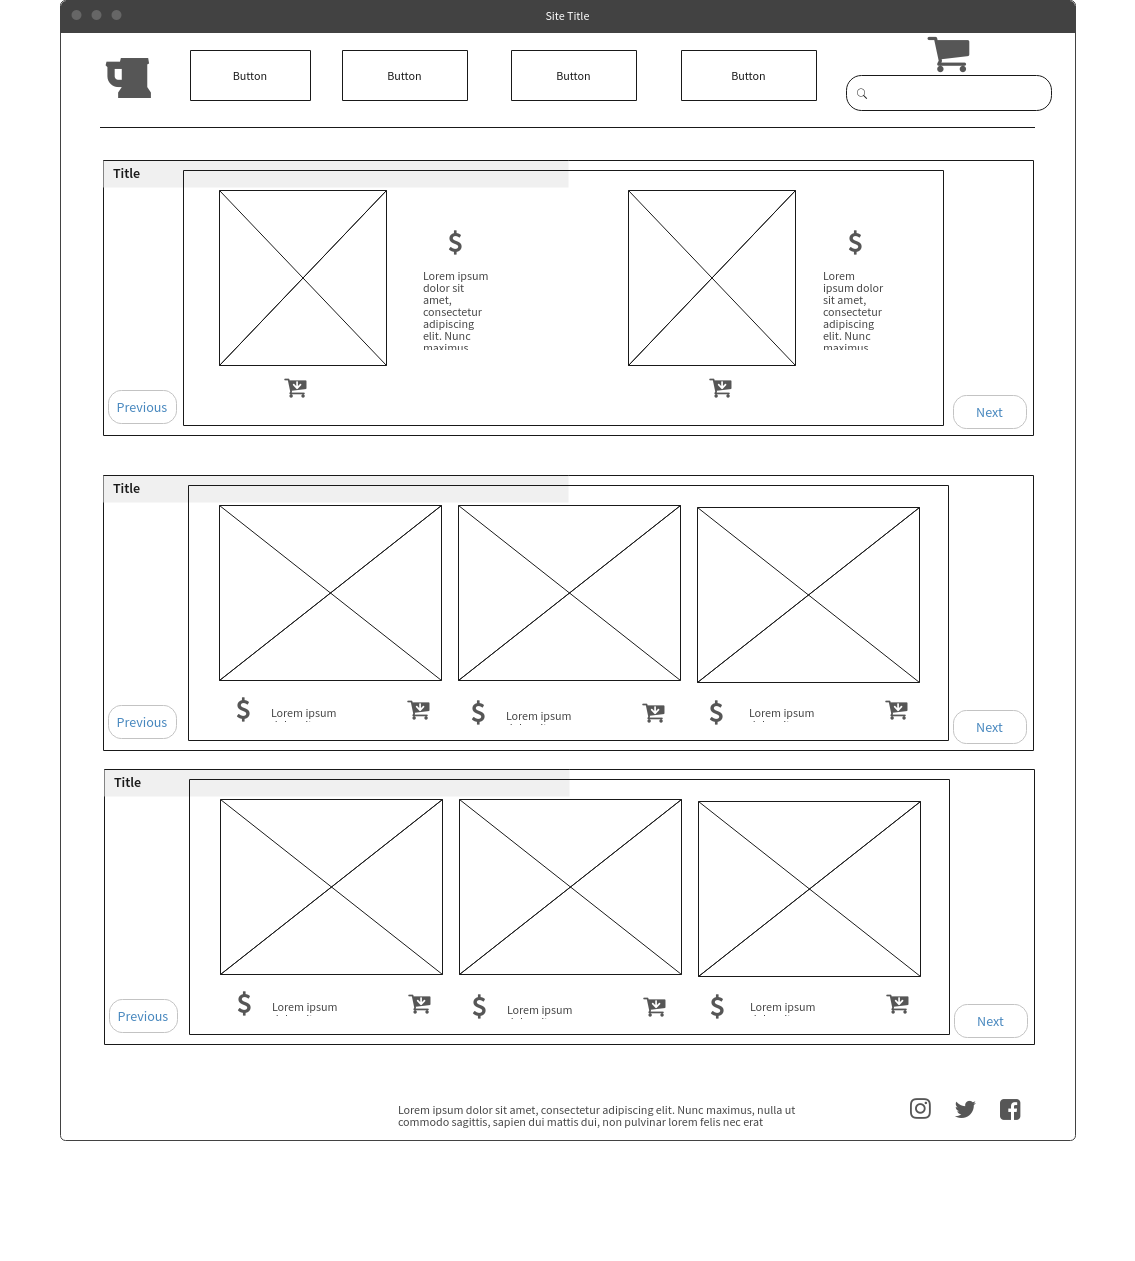 Site Title
Button
Button
Button
Button
Title
$
Lorem ipsum
dolor sit
amet,
consectetur
adipiscing
elit. Nunc
maximus
$
Lorem
ipsum dolor
sit amet,
consectetur
adipiscing
elit. Nunc
maximus
Previous
Next
Title
$
Lorem ipsum
$
Lorem ipsum
$
Lorem ipsum
Previous
Next
Title
$
Lorem ipsum
$
Lorem ipsum
$
Lorem ipsum
Previous
Next
Lorem ipsum dolor sit amet, consectetur adipiscing elit. Nunc maximus, nulla ut
commodo sagittis, sapien dui mattis dui, non pulvinar lorem felis nec erat